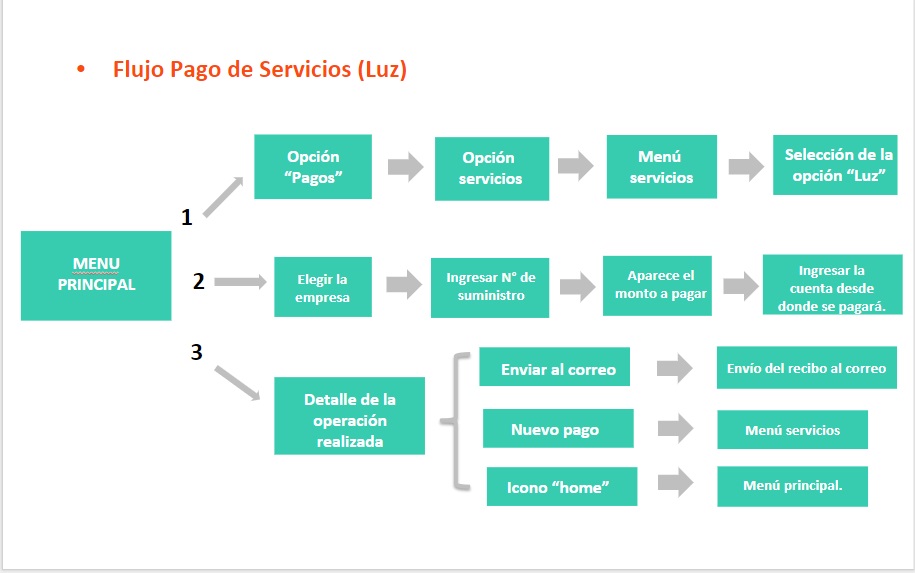 • Flujo Pago de Servicios (Luz)
1
Opción
“Pagos”
Opción
servicios
Menú
servicios
Selección de la
opción “Luz”
MENU
PRINCIPAL
2
Elegir la
empresa
Ingresar N° de
suministro
Aparece el
monto a pagar
Ingresar la
cuenta desde
donde se pagará.
3
Detalle de la
operación
realizada
Enviar al correo
Envío del recibo al correo
Nuevo pago
Menú servicios
Icono “home”
Menú principal.